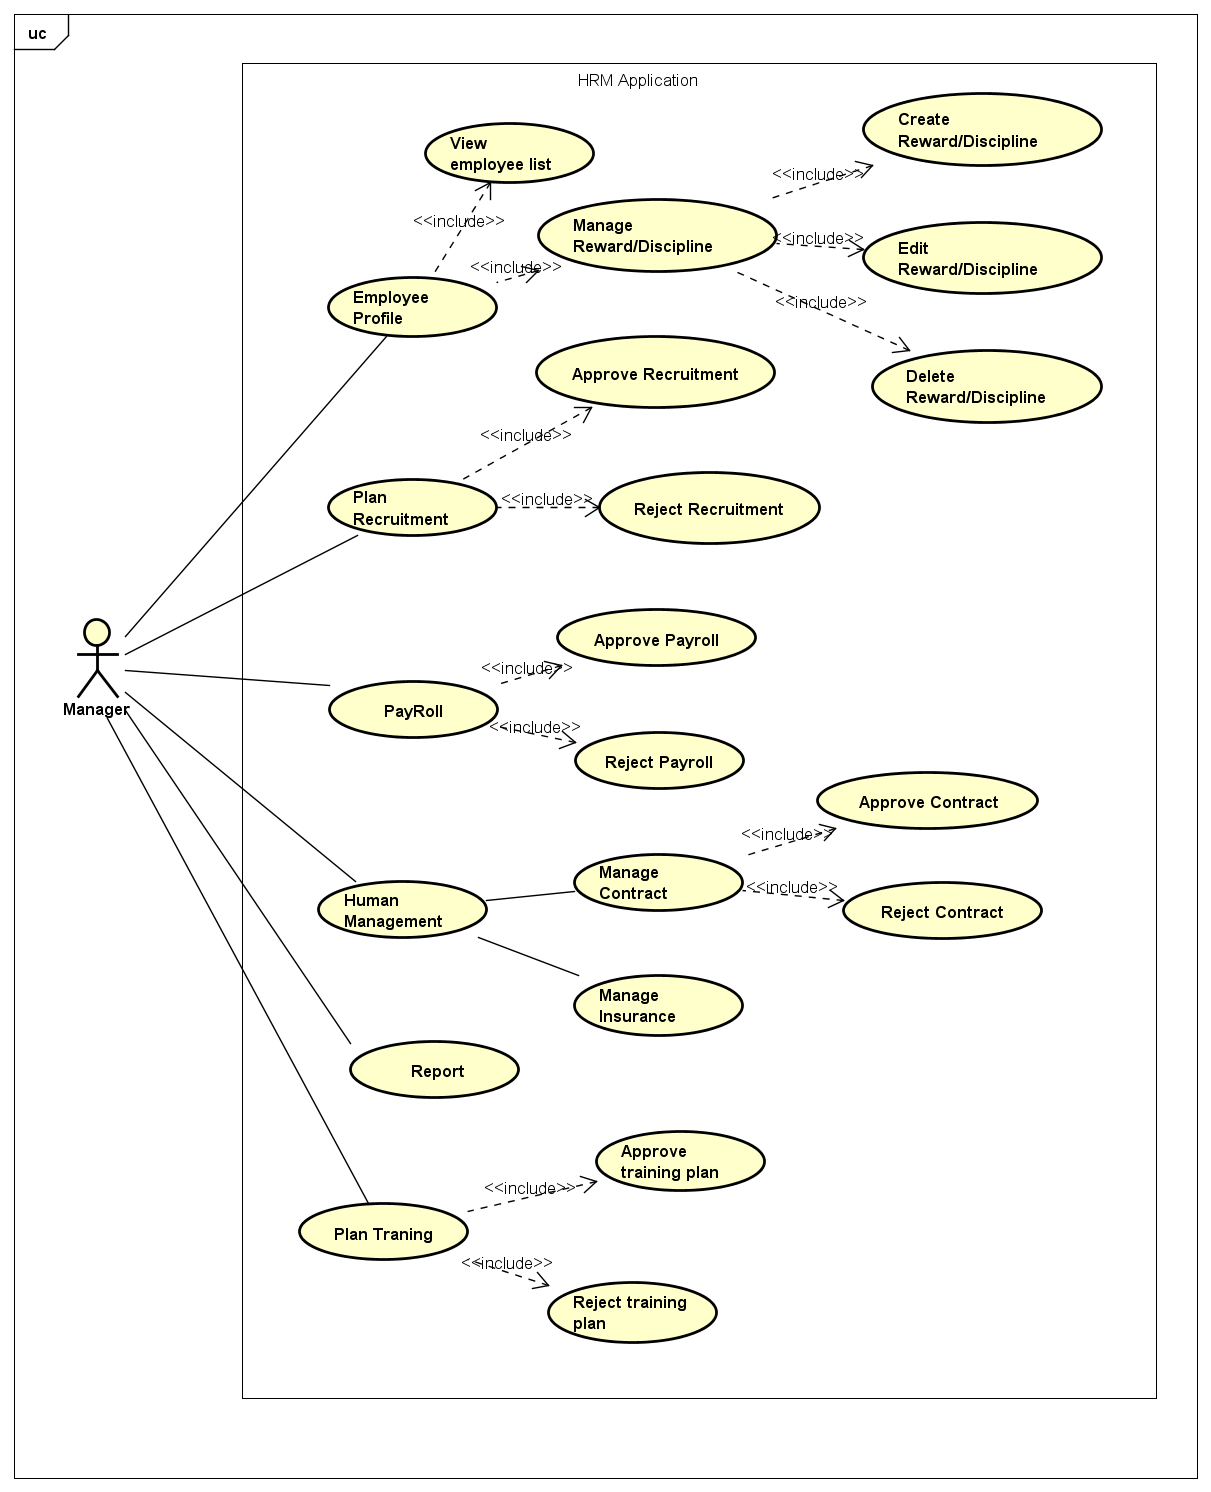 uc
HRM Application
Create
Reward/Discipline
View
employee list
<<include>>
<<include>>
Manage
Reward/Discipline
<<include>>
Edit
Reward/Discipline
<<include>>
Employee
Profile
<<include>>
Approve Recruitment
Delete
Reward/Discipline
<<include>>
Plan
Recruitment
<<include>>
Reject Recruitment
Approve Payroll
<<include>>
Manager
PayRoll
<<include>>
Reject Payroll
Approve Contract
<<include>>
Manage
Contract
<<include>>
Reject Contract
Human
Management
Manage
Insurance
Report
Approve
training plan
<<include>>
Plan Traning
<<include>>
Reject training
plan